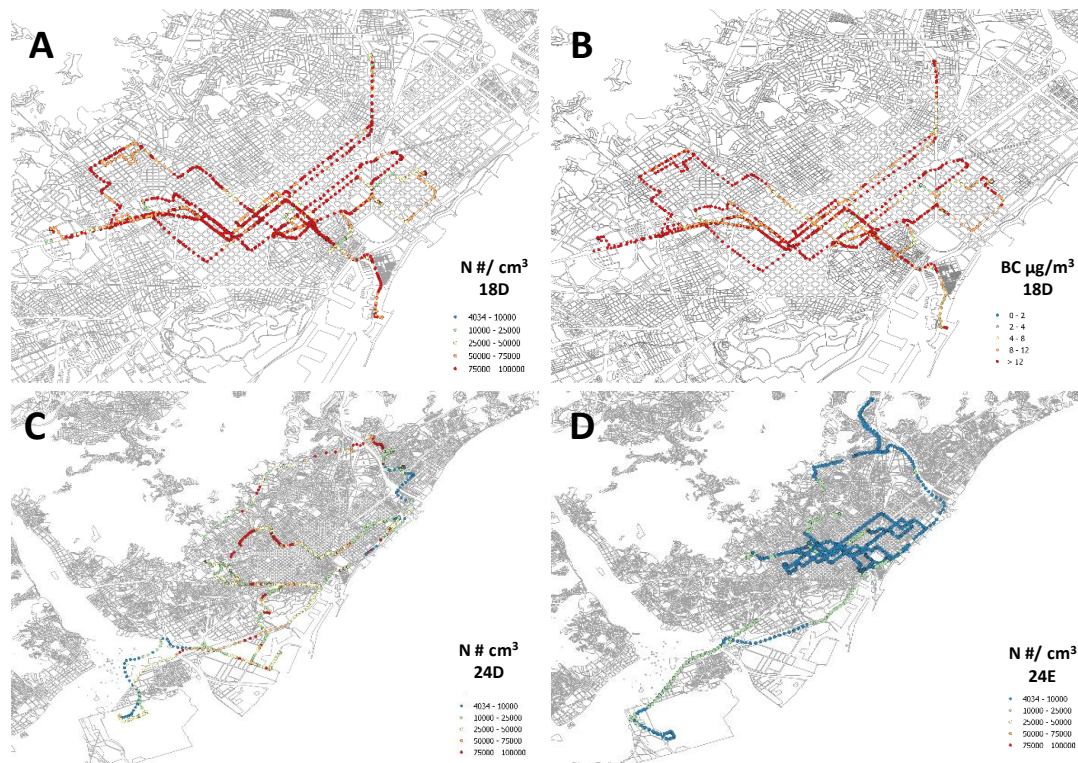 A
N #/ cm³
18D
4034 - 10000
10000 - 25000
25000 - 50000
50000 - 75000
75000 100000
B
BC µg/m³
18D
0 - 2
2 - 4
4 - 8
8 - 12
> 12
C
N # cm³
24D
4034 - 10000
10000 - 25000
25000 - 50000
50000 - 75000
75000 100000
D
N #/ cm³
24E
4034 - 10000
10000 - 25000
25000 - 50000
50000 - 75000
75000 100000